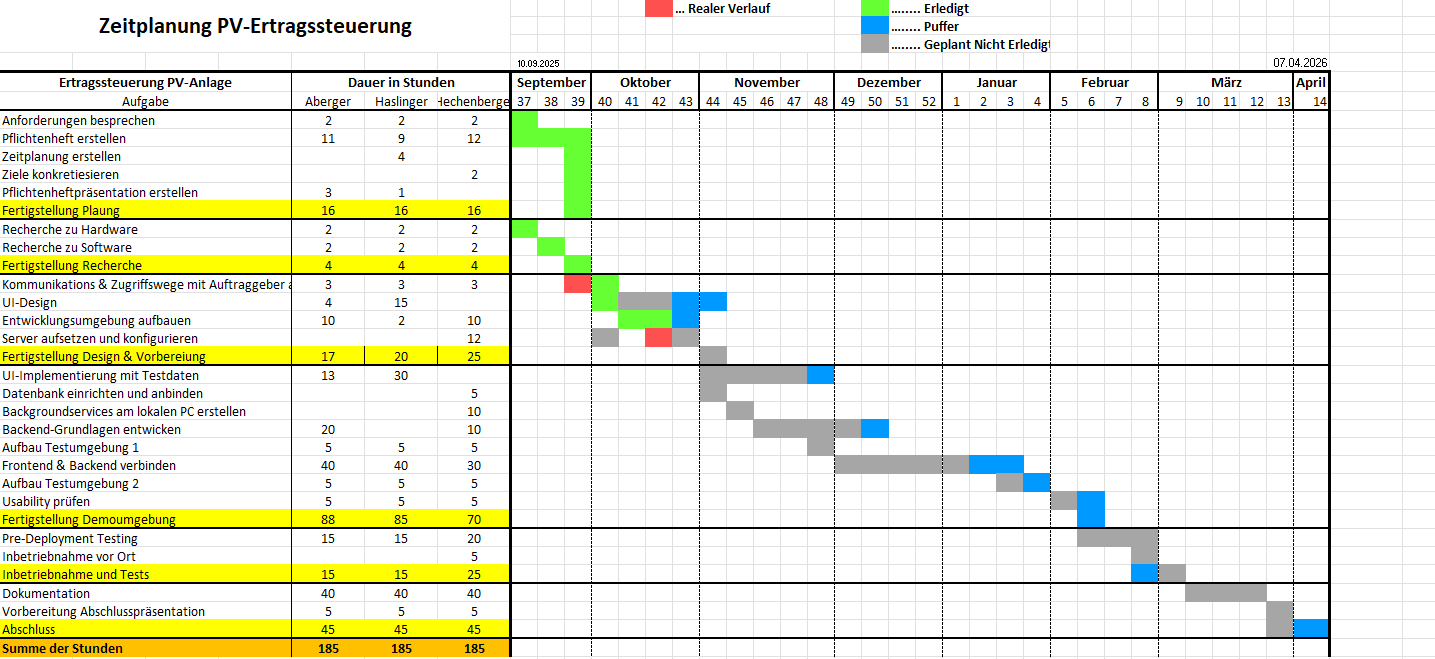 Zeitplanung PV-Ertragssteuerung
... Realer Verlauf
........ Erledigt
........ Puffer
........ Geplant Nicht Erledigt
10.09.2025 07.04.2026
Ertragssteuerung PV-Anlage Dauer in Stunden September Oktober November Dezember Januar Februar März April
Aufgabe Aberger Haslinger Hechenberge 37 38 39 40 41 42 43 44 45 46 47 48 49 50 51 52 1 2 3 4 5 6 7 8 9 10 11 12 13 14
Anforderungen besprechen 2 2 2
Pflichtenheft erstellen 11 9 12
Zeitplanung erstellen 4
Ziele konkretiesieren 2
Pflichtenheftpräsentation erstellen 3 1
Fertigstellung Plaung 16 16 16
Recherche zu Hardware 2 2 2
Recherche zu Software 2 2 2
Fertigstellung Recherche 4 4 4
Kommunikations & Zugriffswege mit Auftraggeber a 3 3 3
UI-Design 4 15
Entwicklungsumgebung aufbauen 10 2 10
Server aufsetzen und konfigurieren 12
Fertigstellung Design & Vorbereiung 17 20 25
UI-Implementierung mit Testdaten 13 30
Datenbank einrichten und anbinden 5
Backgroundservices am lokalen PC erstellen 10
Backend-Grundlagen entwicken 20 10
Aufbau Testumgebung 1 5 5 5
Frontend & Backend verbinden 40 40 30
Aufbau Testumgebung 2 5 5 5
Usability prüfen 5 5 5
Fertigstellung Demoumgebung 88 85 70
Pre-Deployment Testing 15 15 20
Inbetriebnahme vor Ort 5
Inbetriebnahme und Tests 15 15 25
Dokumentation 40 40 40
Vorbereitung Abschlusspräsentation 5 5 5
Abschluss 45 45 45
Summe der Stunden 185 185 185